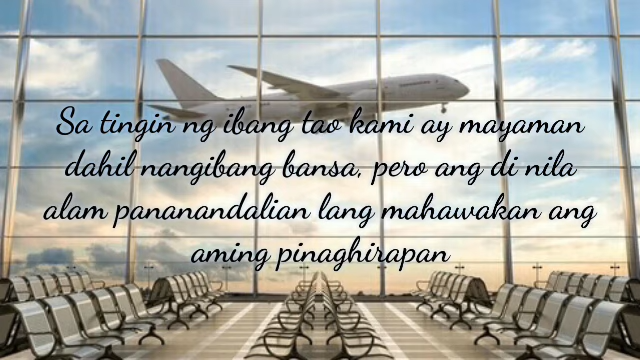 Sa tingin ng ibang tao kami ay mayaman
dahil nangibang bansa, pero ang di nila
alam pananandalian lang mahawakan ang
aming pinaghirapan